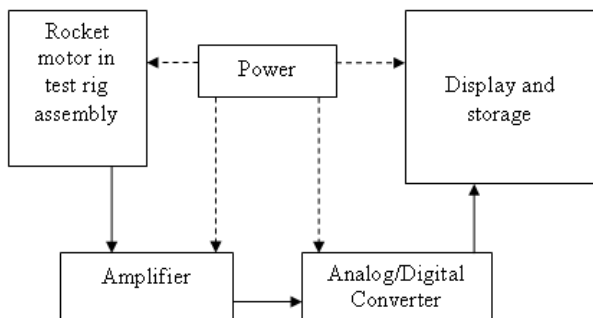 Rocket
motor in
test rig
assembly
Power
Display and
storage
Amplifier
Analog/Digital
Converter